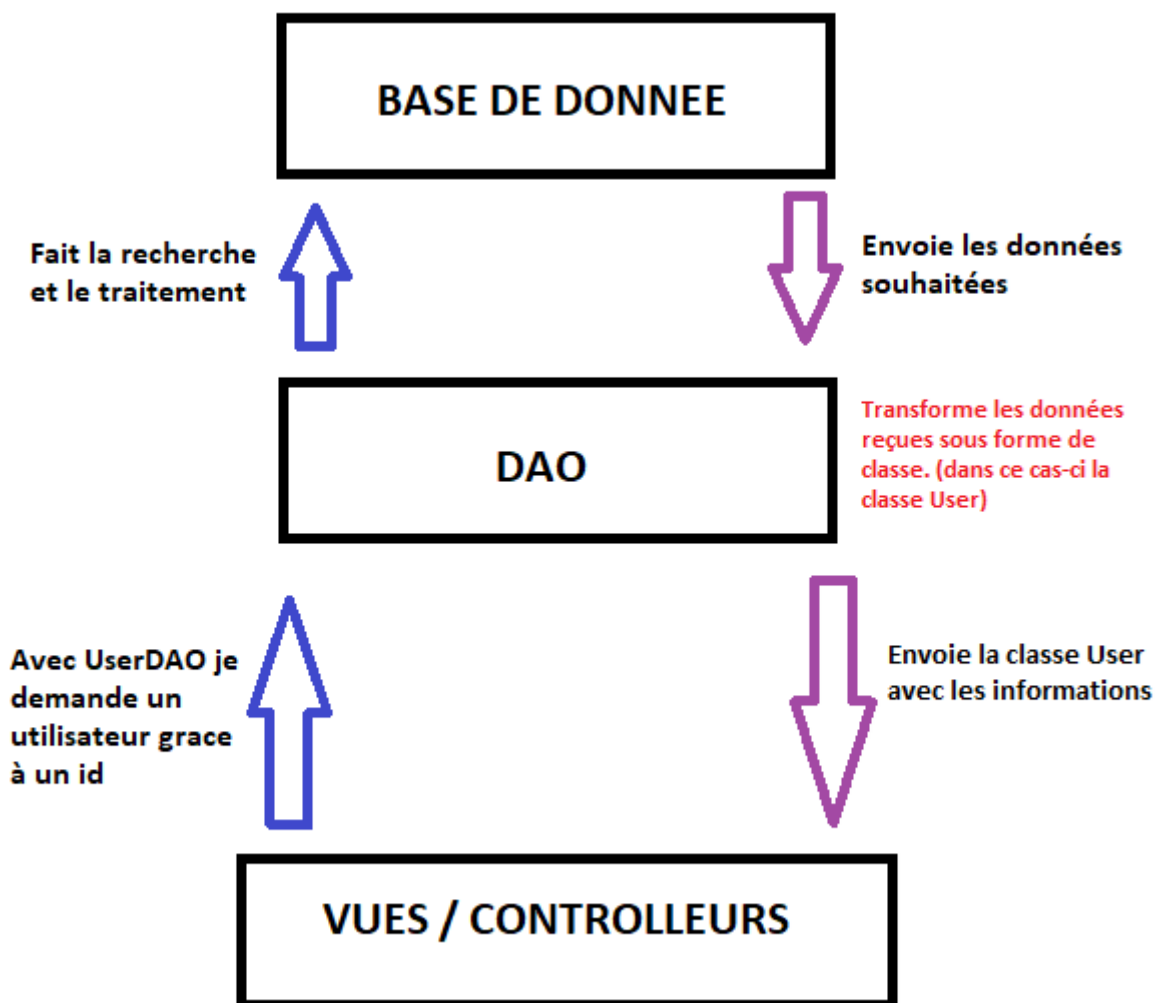 BASE DE DONNEE
Fait la recherche
et le traitement
Envoie les données
souhaitées
DAO
Transforme les données
reçues sous forme de
classe. (dans ce cas-ci la
classe User)
Avec UserDAO je
demande un
utilisateur grace
à un id
Envoie la classe User
avec les informations
VUES / CONTROLLEURS